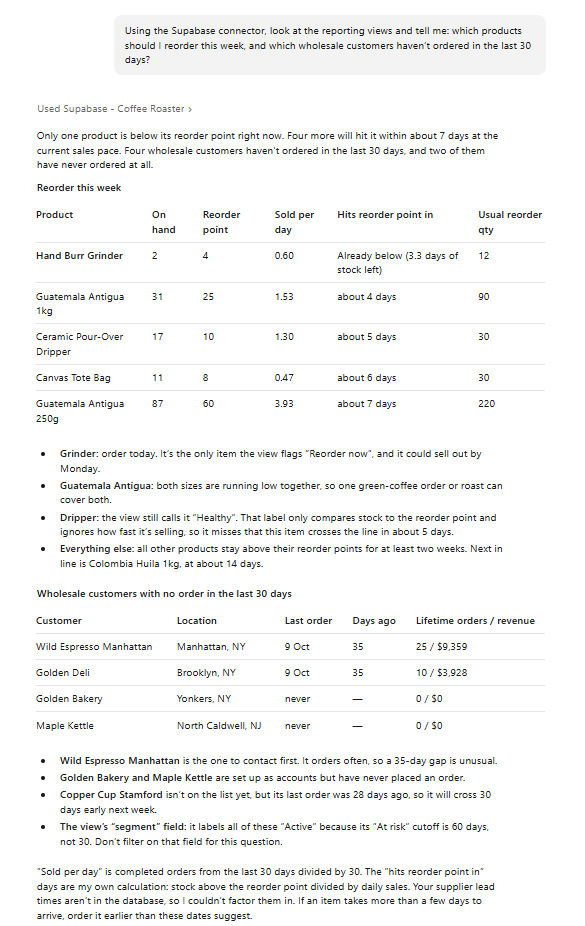 Using the Supabase connector, look at the reporting views and tell me: which products
should I reorder this week, and which wholesale customers haven't ordered in the last 30
days?
Used Supabase - Coffee Roaster >
Only one product is below its reorder point right now. Four more will hit it within about 7 days at the
current sales pace. Four wholesale customers haven't ordered in the last 30 days, and two of them
have never ordered at all.
Reorder this week
Product On hand Reorder point Sold per day Hits reorder point in Usual reorder qty
Hand Burr Grinder 2 4 0.60 Already below (3.3 days of stock left) 12
Guatemala Antigua 1kg 31 25 1.53 about 4 days 90
Ceramic Pour-Over Dripper 17 10 1.30 about 5 days 30
Canvas Tote Bag 11 8 0.47 about 6 days 30
Guatemala Antigua 250g 87 60 3.93 about 7 days 220
• Grinder: order today. It's the only item the view flags "Reorder now", and it could sell out by
Monday.
• Guatemala Antigua: both sizes are running low together, so one green-coffee order or roast can
cover both.
• Dripper: the view still calls it "Healthy". That label only compares stock to the reorder point and
ignores how fast it's selling, so it misses that this item crosses the line in about 5 days.
• Everything else: all other products stay above their reorder points for at least two weeks. Next in
line is Colombia Huila 1kg, at about 14 days.
Wholesale customers with no order in the last 30 days
Customer Location Last order Days ago Lifetime orders / revenue
Wild Espresso Manhattan Manhattan, NY 9 Oct 35 25 / $9,359
Golden Deli Brooklyn, NY 9 Oct 35 10 / $3,928
Golden Bakery Yonkers, NY never — 0 / $0
Maple Kettle North Caldwell, NJ never — 0 / $0
• Wild Espresso Manhattan is the one to contact first. It orders often, so a 35-day gap is unusual.
• Golden Bakery and Maple Kettle are set up as accounts but have never placed an order.
• Copper Cup Stamford isn't on the list yet, but its last order was 28 days ago, so it will cross 30
days early next week.
• The view's "segment" field: it labels all of these "Active" because its "At risk" cutoff is 60 days,
not 30. Don't filter on that field for this question.
"Sold per day" is completed orders from the last 30 days divided by 30. The "hits reorder point in"
days are my own calculation: stock above the reorder point divided by daily sales. Your supplier lead
times aren't in the database, so I couldn't factor them in. If an item takes more than a few days to
arrive, order it earlier than these dates suggest.